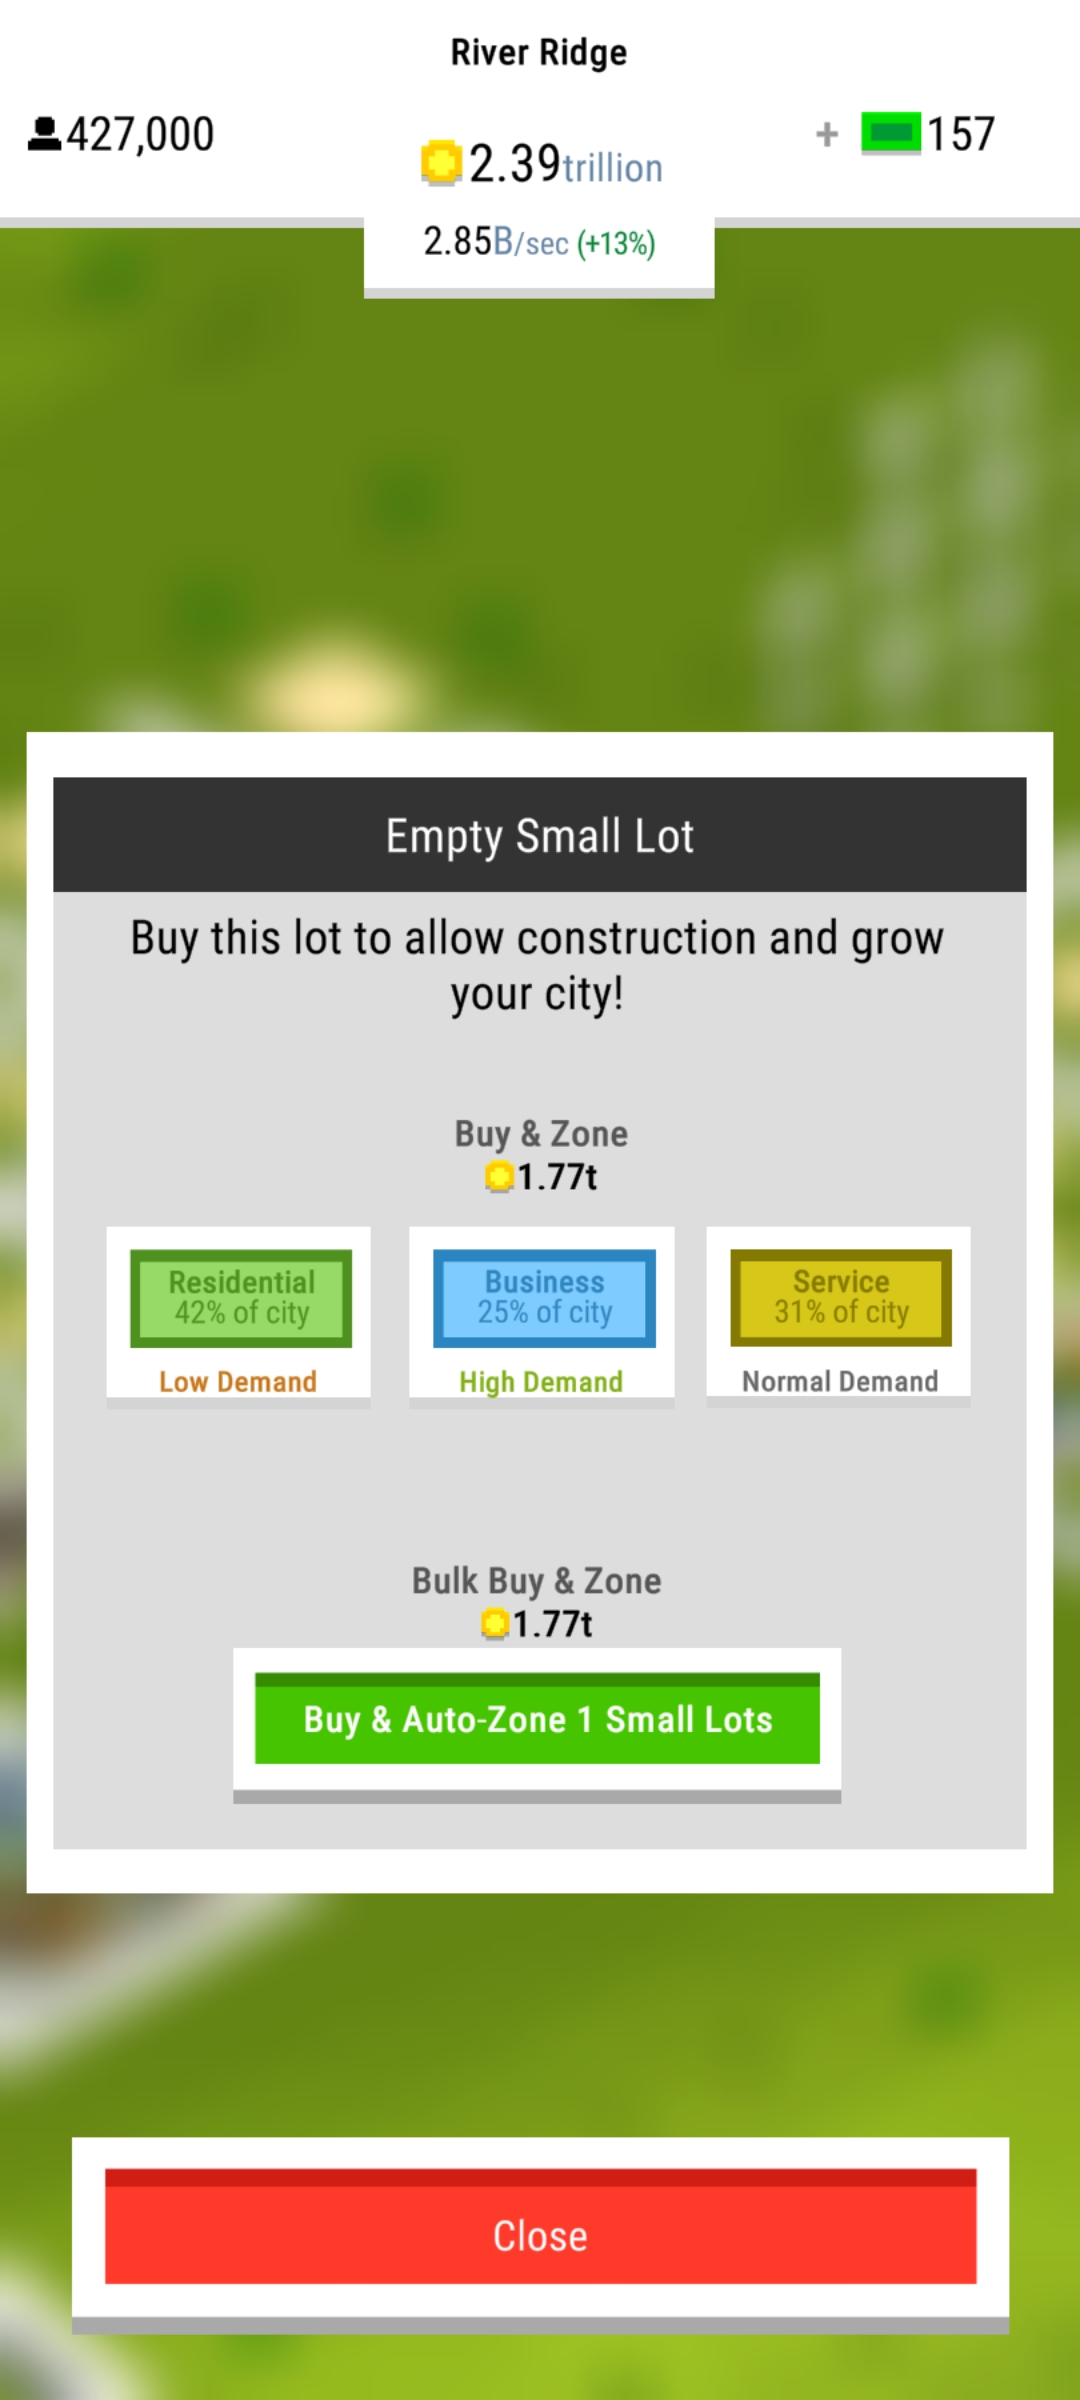 River Ridge
427,000
2.39trillion
+ 157
2.85B/sec (+13%)
Empty Small Lot
Buy this lot to allow construction and grow
your city!
Buy & Zone
1.77t
Residential
42% of city
Low Demand
Business
25% of city
High Demand
Service
31% of city
Normal Demand
Bulk Buy & Zone
1.77t
Buy & Auto-Zone 1 Small Lots
Close